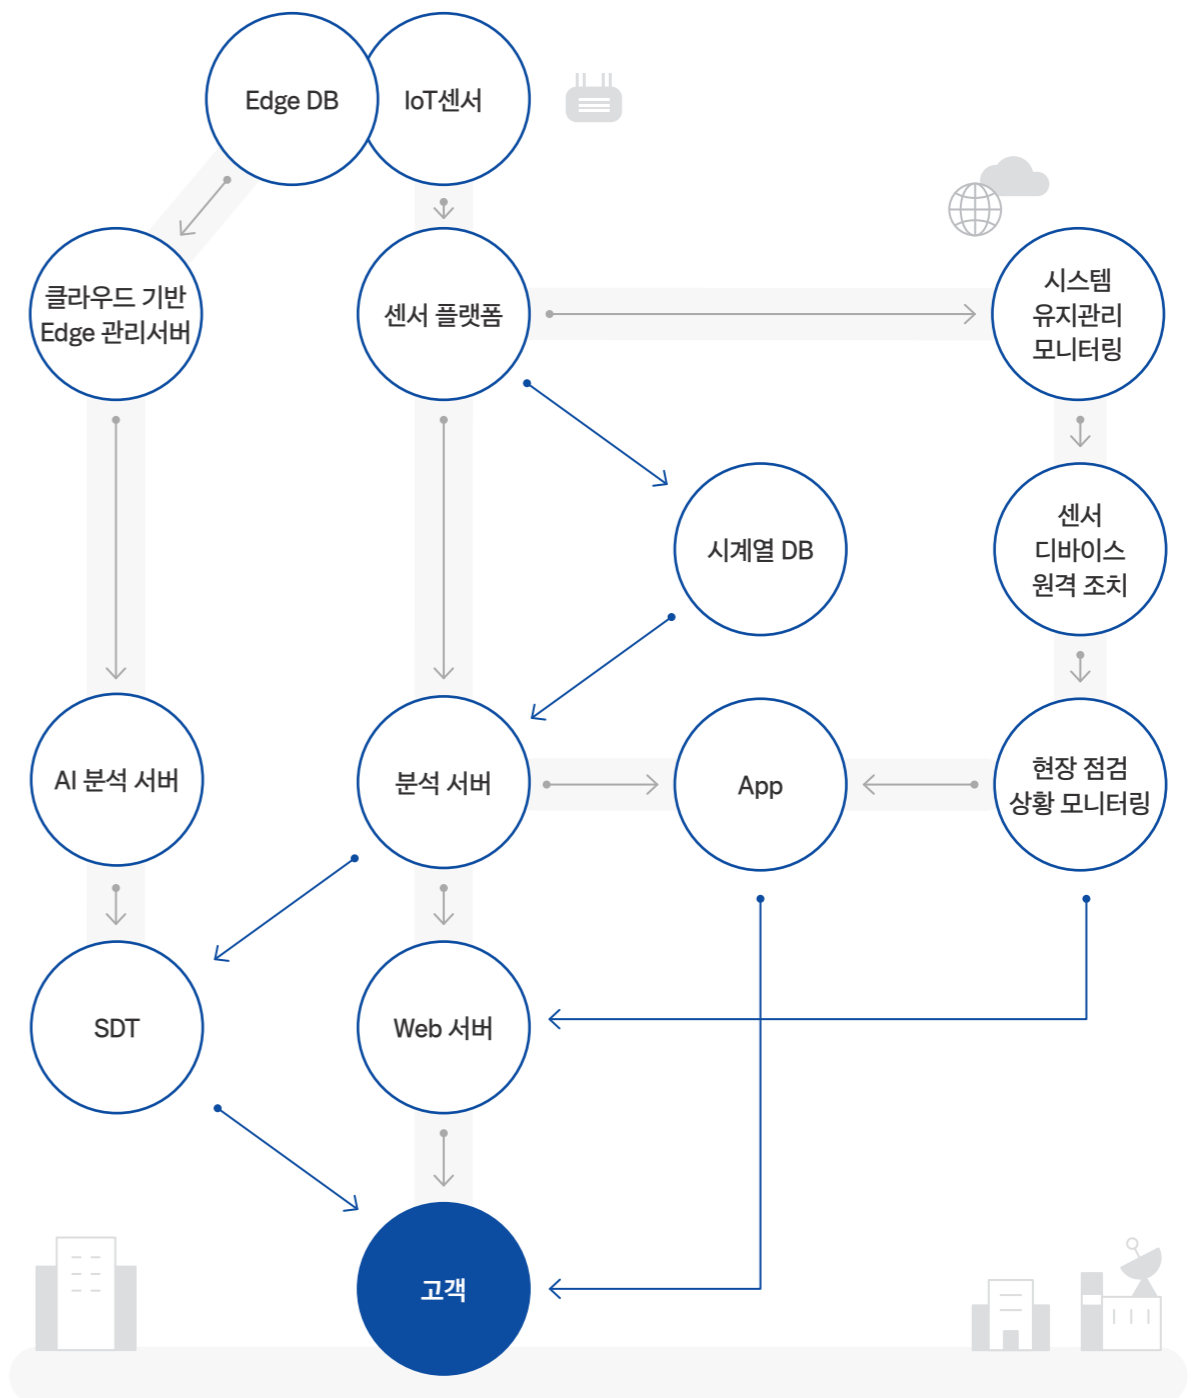 Edge DB
IoT센서
클라우드 기반
Edge 관리서버
센서 플랫폼
시스템
유지관리
모니터링
시계열 DB
센서
디바이스
원격 조치
AI 분석 서버
분석 서버
App
현장 점검
상황 모니터링
SDT
Web 서버
고객